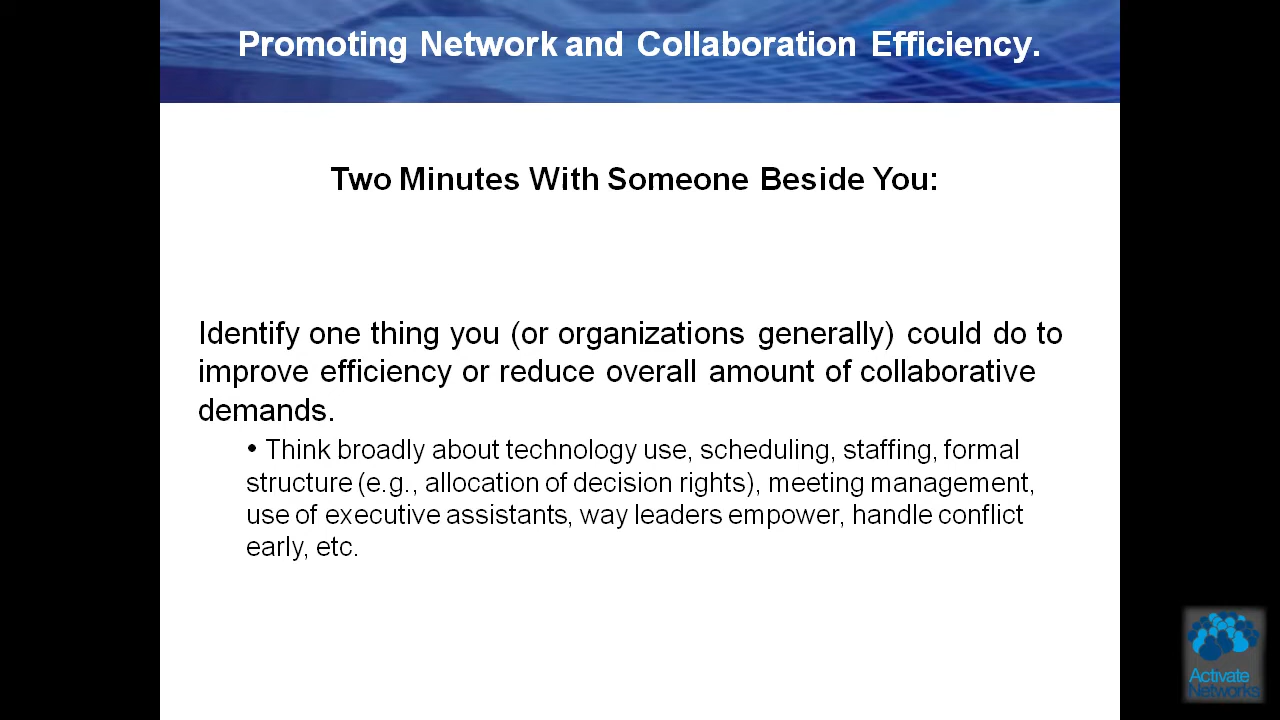 Promoting Network and Collaboration Efficiency.
Two Minutes With Someone Beside You:
Identify one thing you (or organizations generally) could do to
improve efficiency or reduce overall amount of collaborative
demands.
• Think broadly about technology use, scheduling, staffing, formal
structure (e.g., allocation of decision rights), meeting management,
use of executive assistants, way leaders empower, handle conflict
early, etc.
Activate
Networks